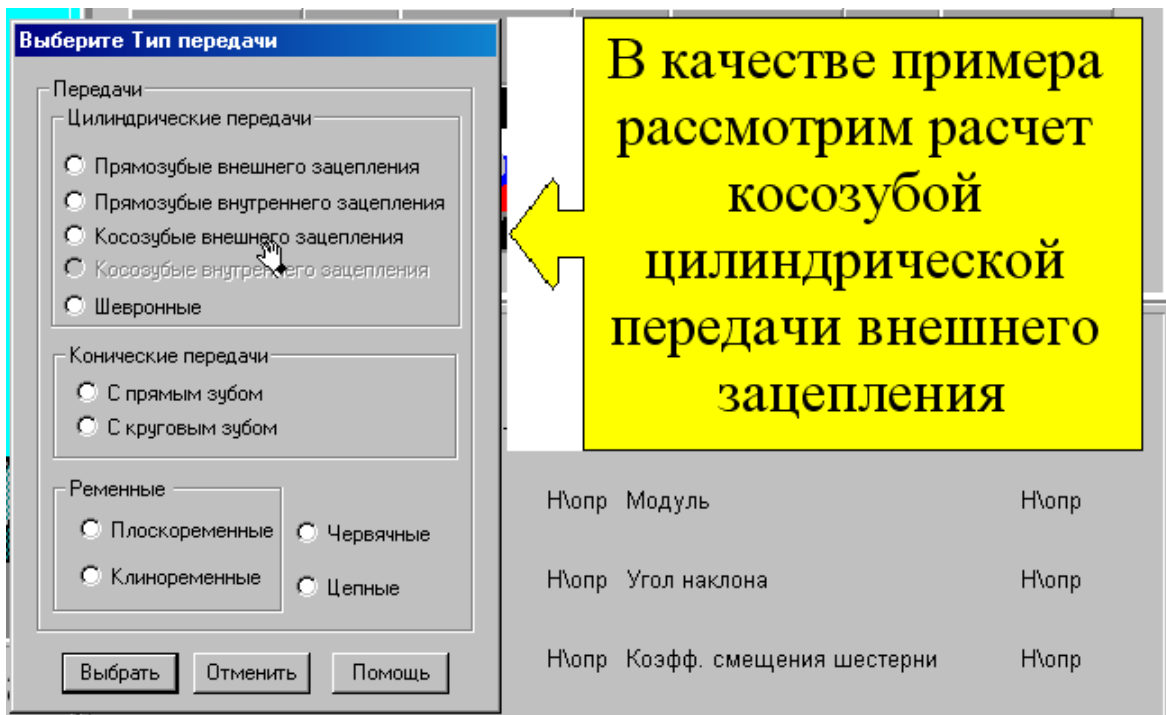 Выберите Тип передачи
Передачи
Цилиндрические передачи
Прямозубые внешнего зацепления
Прямозубые внутреннего зацепления
Косозубые внешнего зацепления
Косозубые внутреннего зацепления
Шевронные
Конические передачи
С прямым зубом
С круговым зубом
Ременные
Плоскоременные
Клиноременные
Червячные
Цепные
Выбрать Отменить Помощь
В качестве примера
рассмотрим расчет
косозубой
цилиндрической
передачи внешнего
зацепления
Н\опр Модуль Н\опр
Н\опр Угол наклона Н\опр
Н\опр Коэфф. смещения шестерни Н\опр